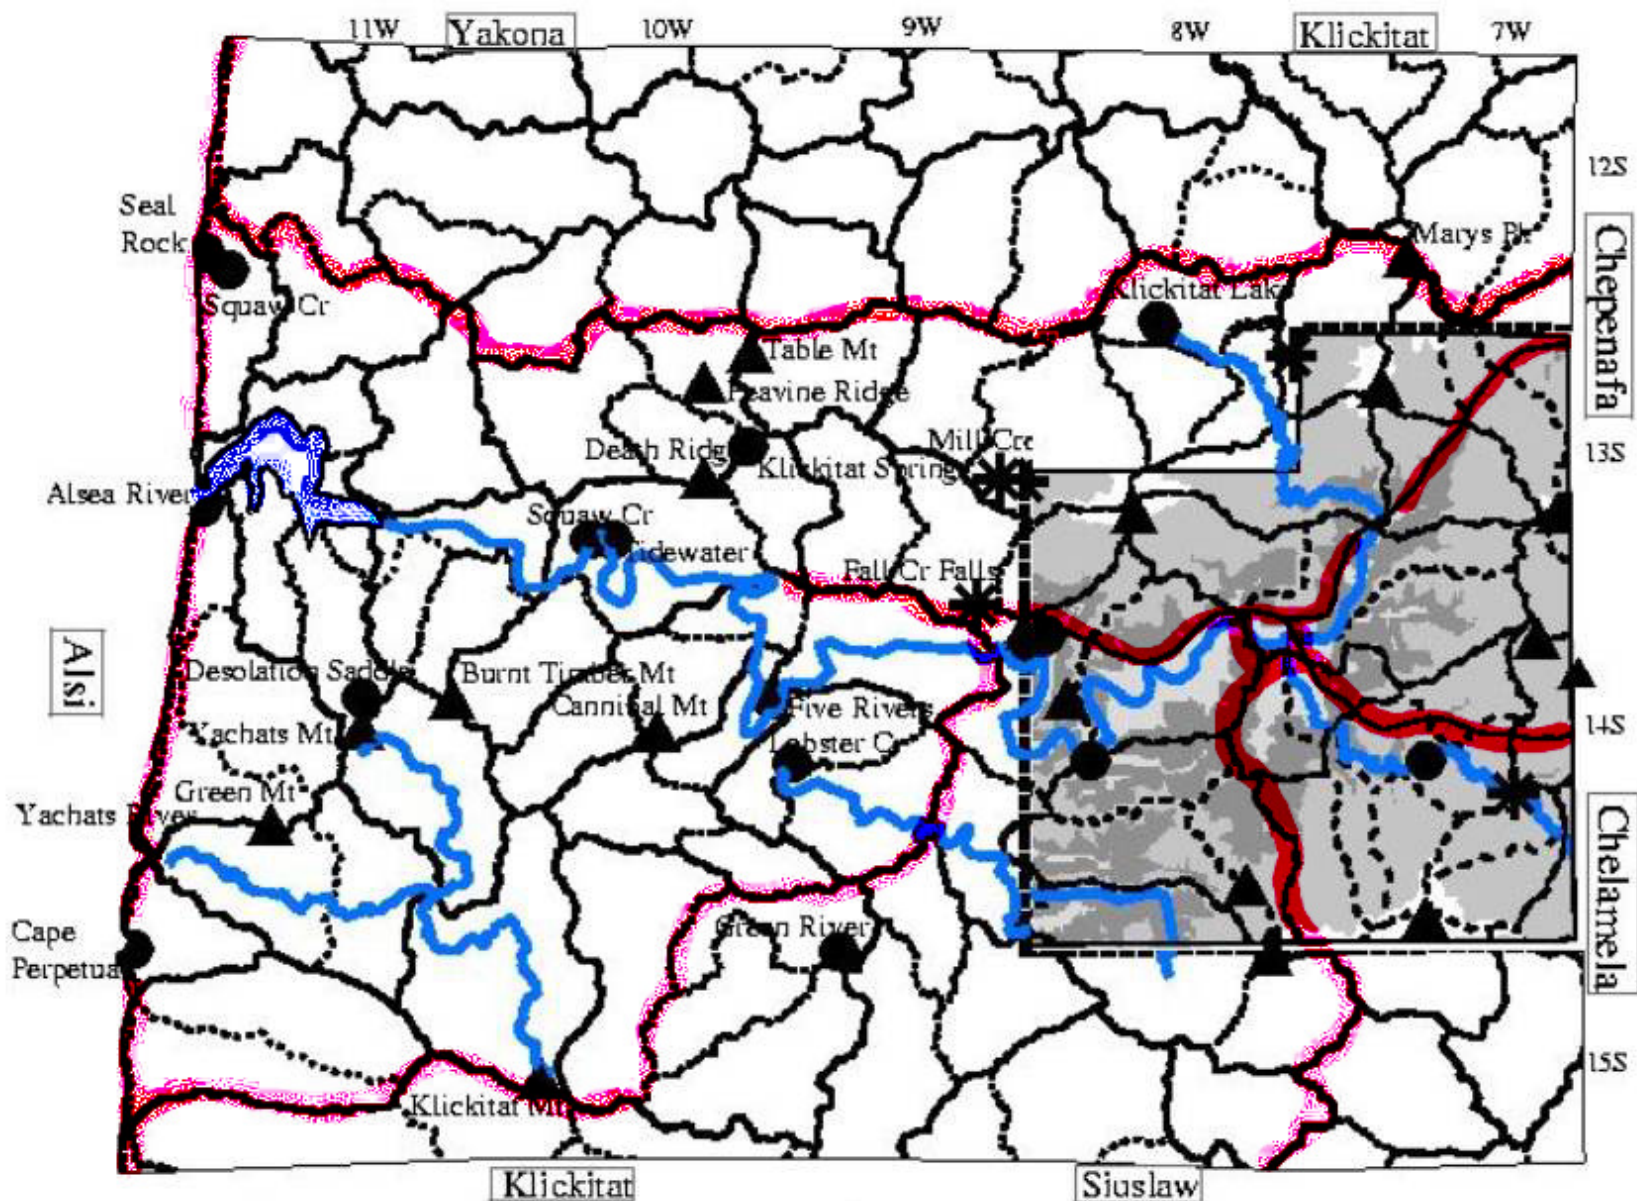 11W
Yakona
10W
9W
8W
Klickitat
7W
12S
Seal
Rock
Marys Pk
Chepenafa
Squaw Cr
Klickitat Lake
Table Mt
Peavine Ridge
Death Ridg
Mill Cre
Klickitat Spring
13S
Alsea River
Squaw Cr
Tidewater
Fall Cr Falls
Alsi
Desolation Saddle
Burnt Timber Mt
Cannibal Mt
Five Rivers
Yachats Mt
Lobster Cr
14S
Green Mt
Yachats River
Chelamela
Green River
Cape
Perpetua
15S
Klickitat Mt
Klickitat
Siuslaw